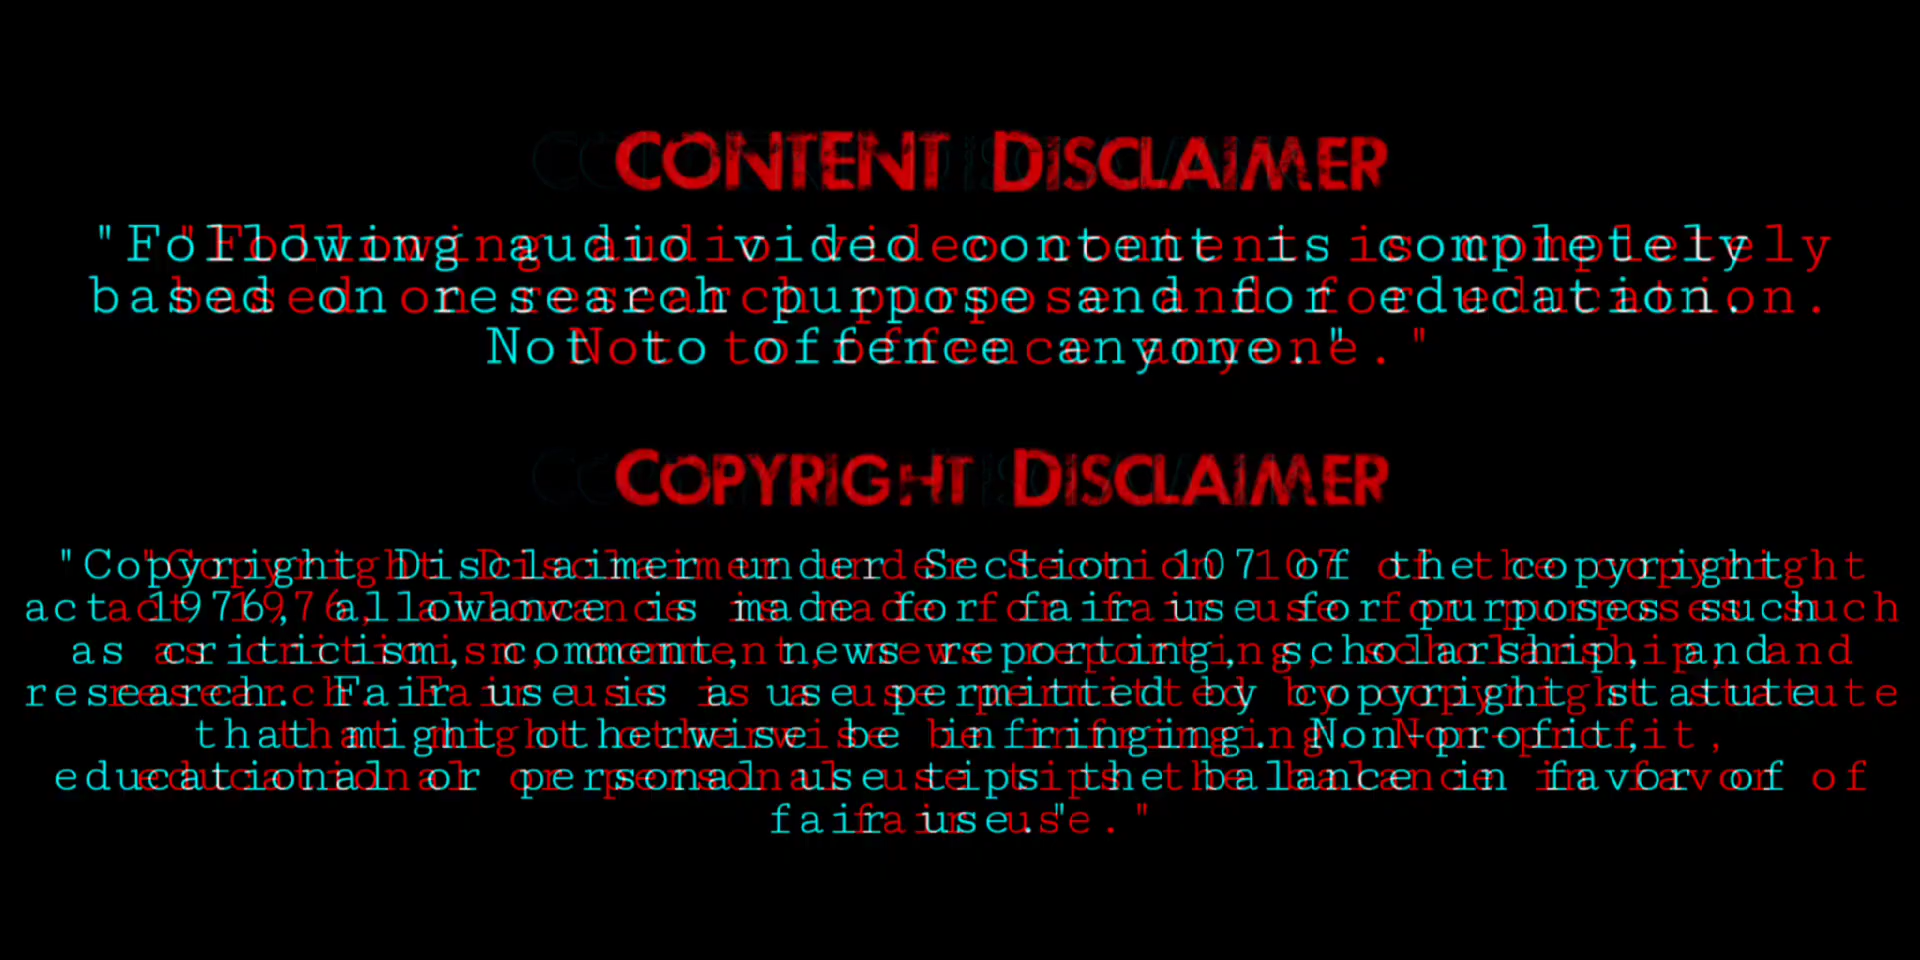 CONTENT DISCLAIMER
"Following audio video content is completely
based on research purpose and for education.
Not to offence anyone."
COPYRIGHT DISCLAIMER
"Copyright Disclaimer under Section 107 of the copyright
act 1976, allowance is made for fair use for purposes such
as criticism, comment, news reporting, scholarship, and
research. Fair use is a use permitted by copyright statute
that might otherwise be infringing. Non-profit,
educational or personal use tips the balance in favor of
fair use."